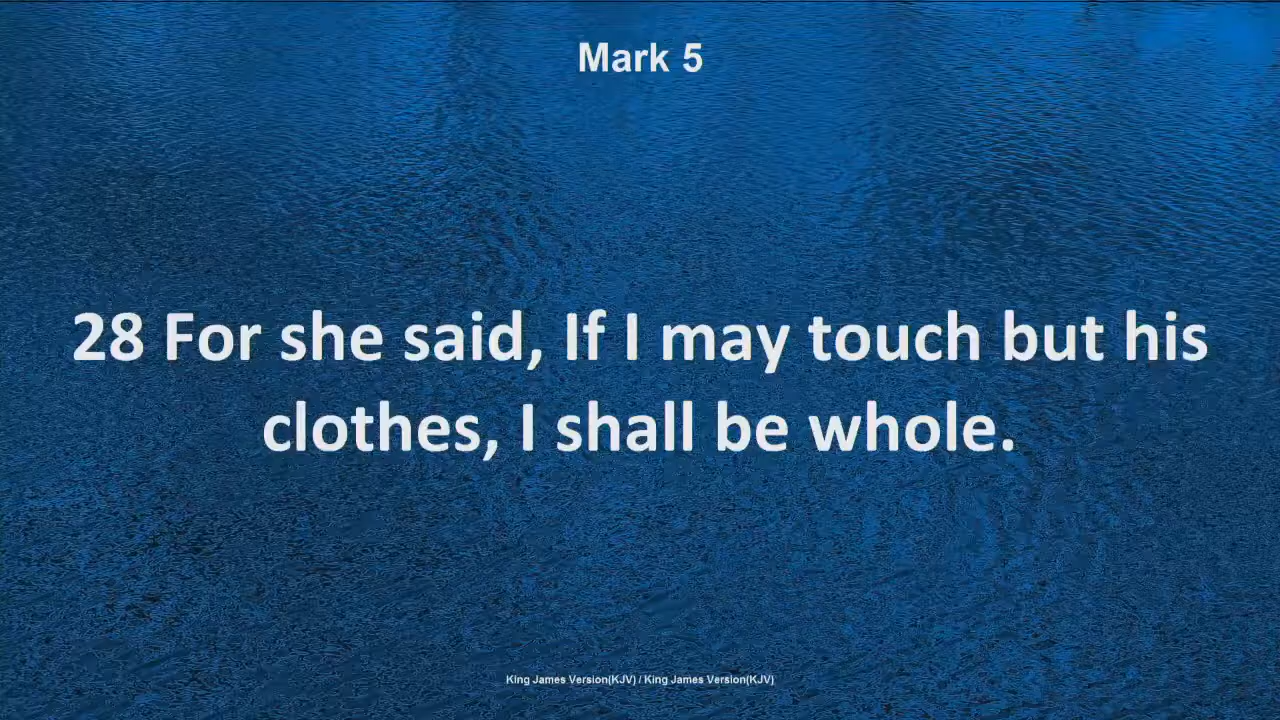 Mark 5
28 For she said, If I may touch but his
clothes, I shall be whole.
King James Version(KJV) / King James Version(KJV)